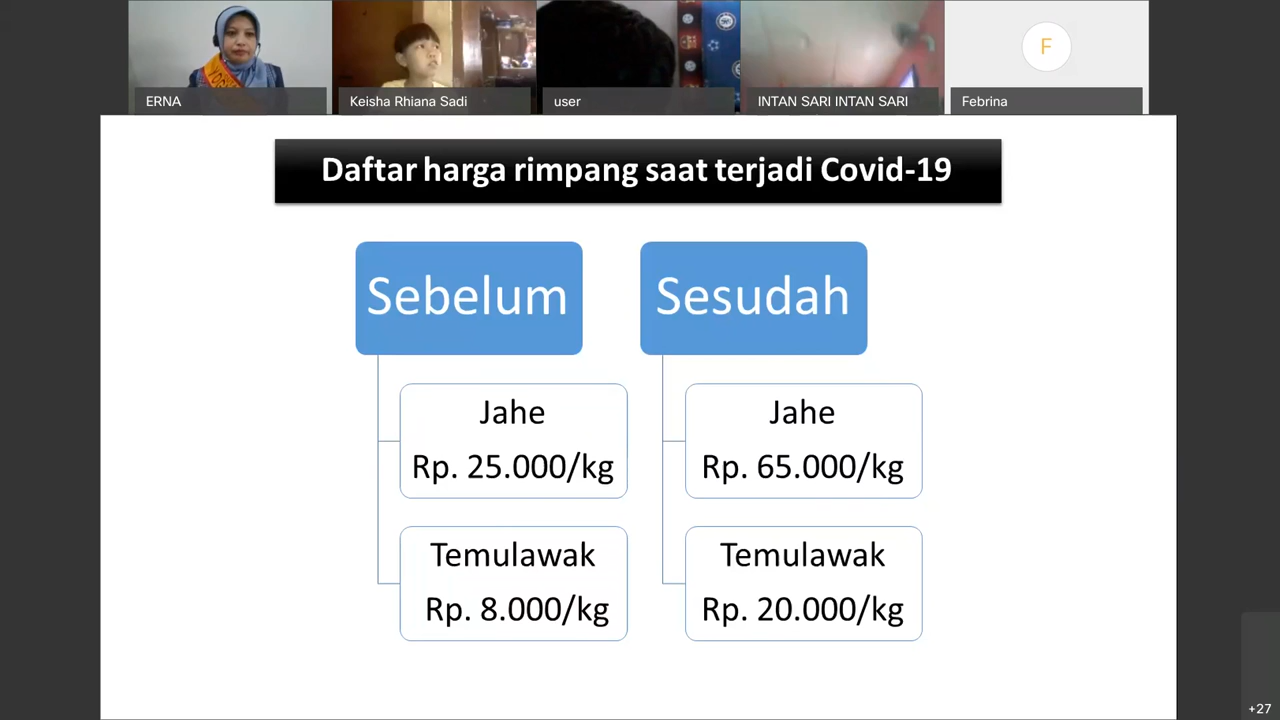 ERNA
Keisha Rhiana Sadi
user
INTAN SARI INTAN SARI
F
Febrina
Daftar harga rimpang saat terjadi Covid-19
Sebelum
Sesudah
Jahe
Rp. 25.000/kg
Jahe
Rp. 65.000/kg
Temulawak
Rp. 8.000/kg
Temulawak
Rp. 20.000/kg
+27